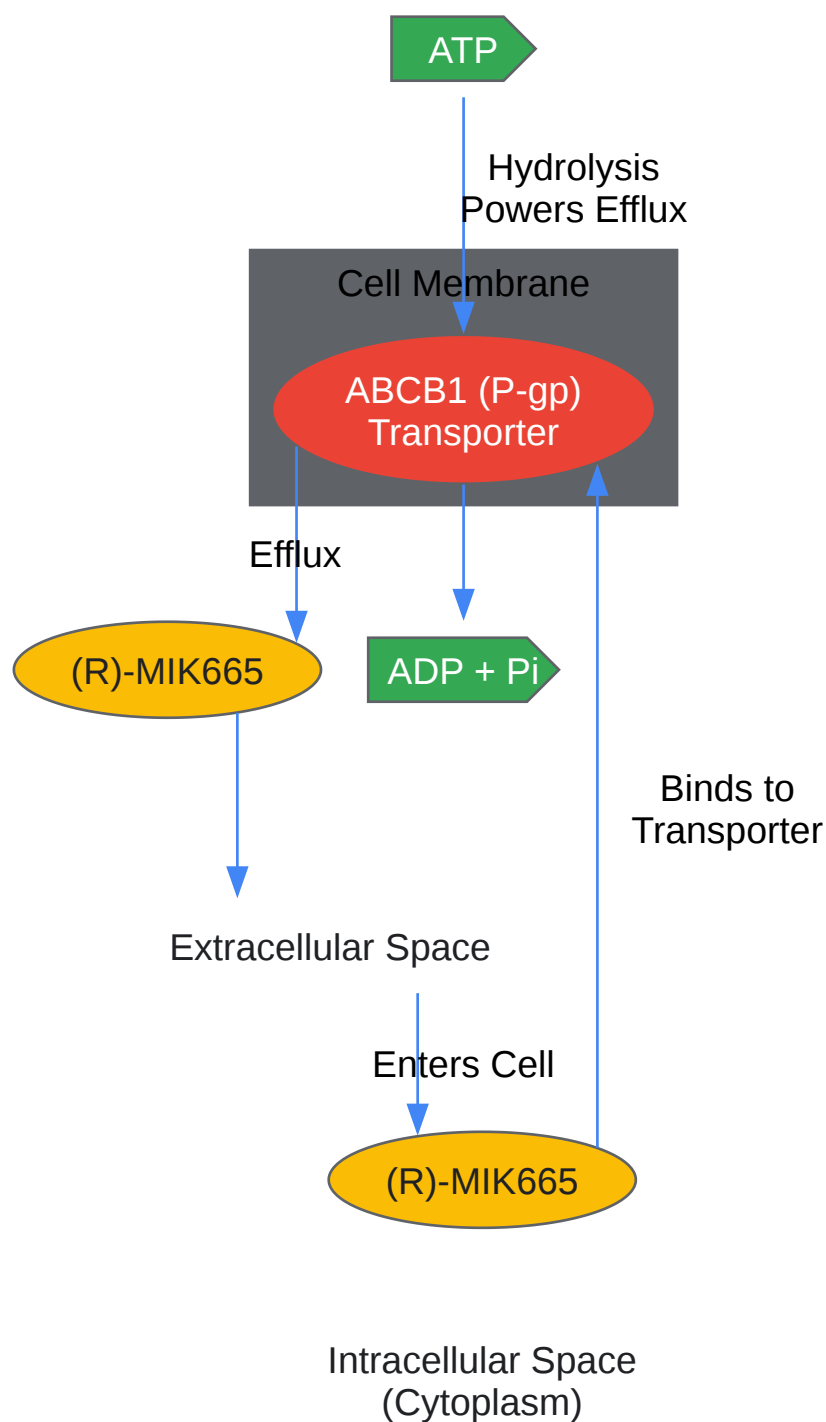 ATP
Hydrolysis
Powers Efflux
Cell Membrane
ABCB1 (P-gp)
Transporter
Efflux
(R)-MIK665
ADP + Pi
Binds to
Transporter
Extracellular Space
Enters Cell
(R)-MIK665
Intracellular Space
(Cytoplasm)